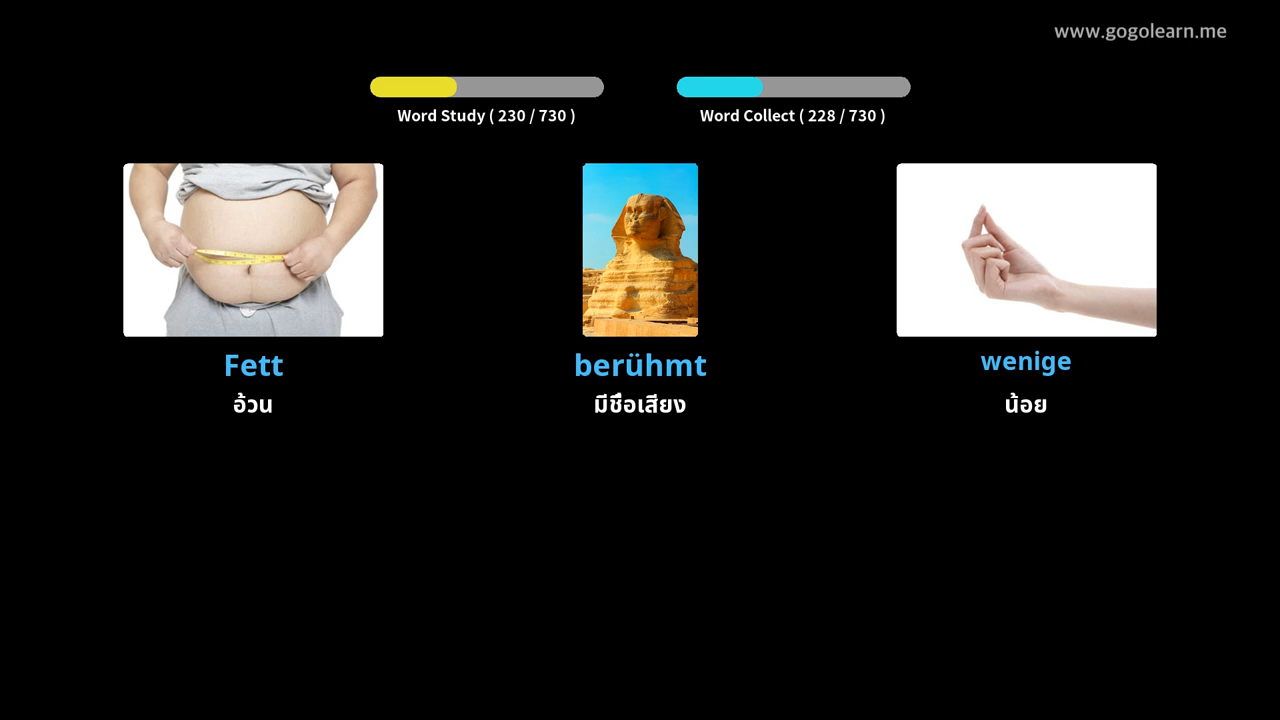 www.gogolearn.me
Word Study ( 230 / 730 )
Word Collect ( 228 / 730 )
Fett
berühmt
wenige
อ้วน
มีชื่อเสียง
น้อย